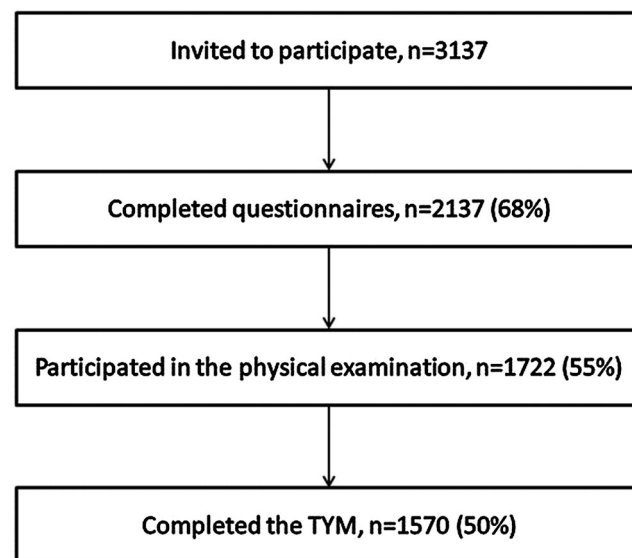 Invited to participate, n=3137
Completed questionnaires, n=2137 (68%)
Participated in the physical examination, n=1722 (55%)
Completed the TYM, n=1570 (50%)